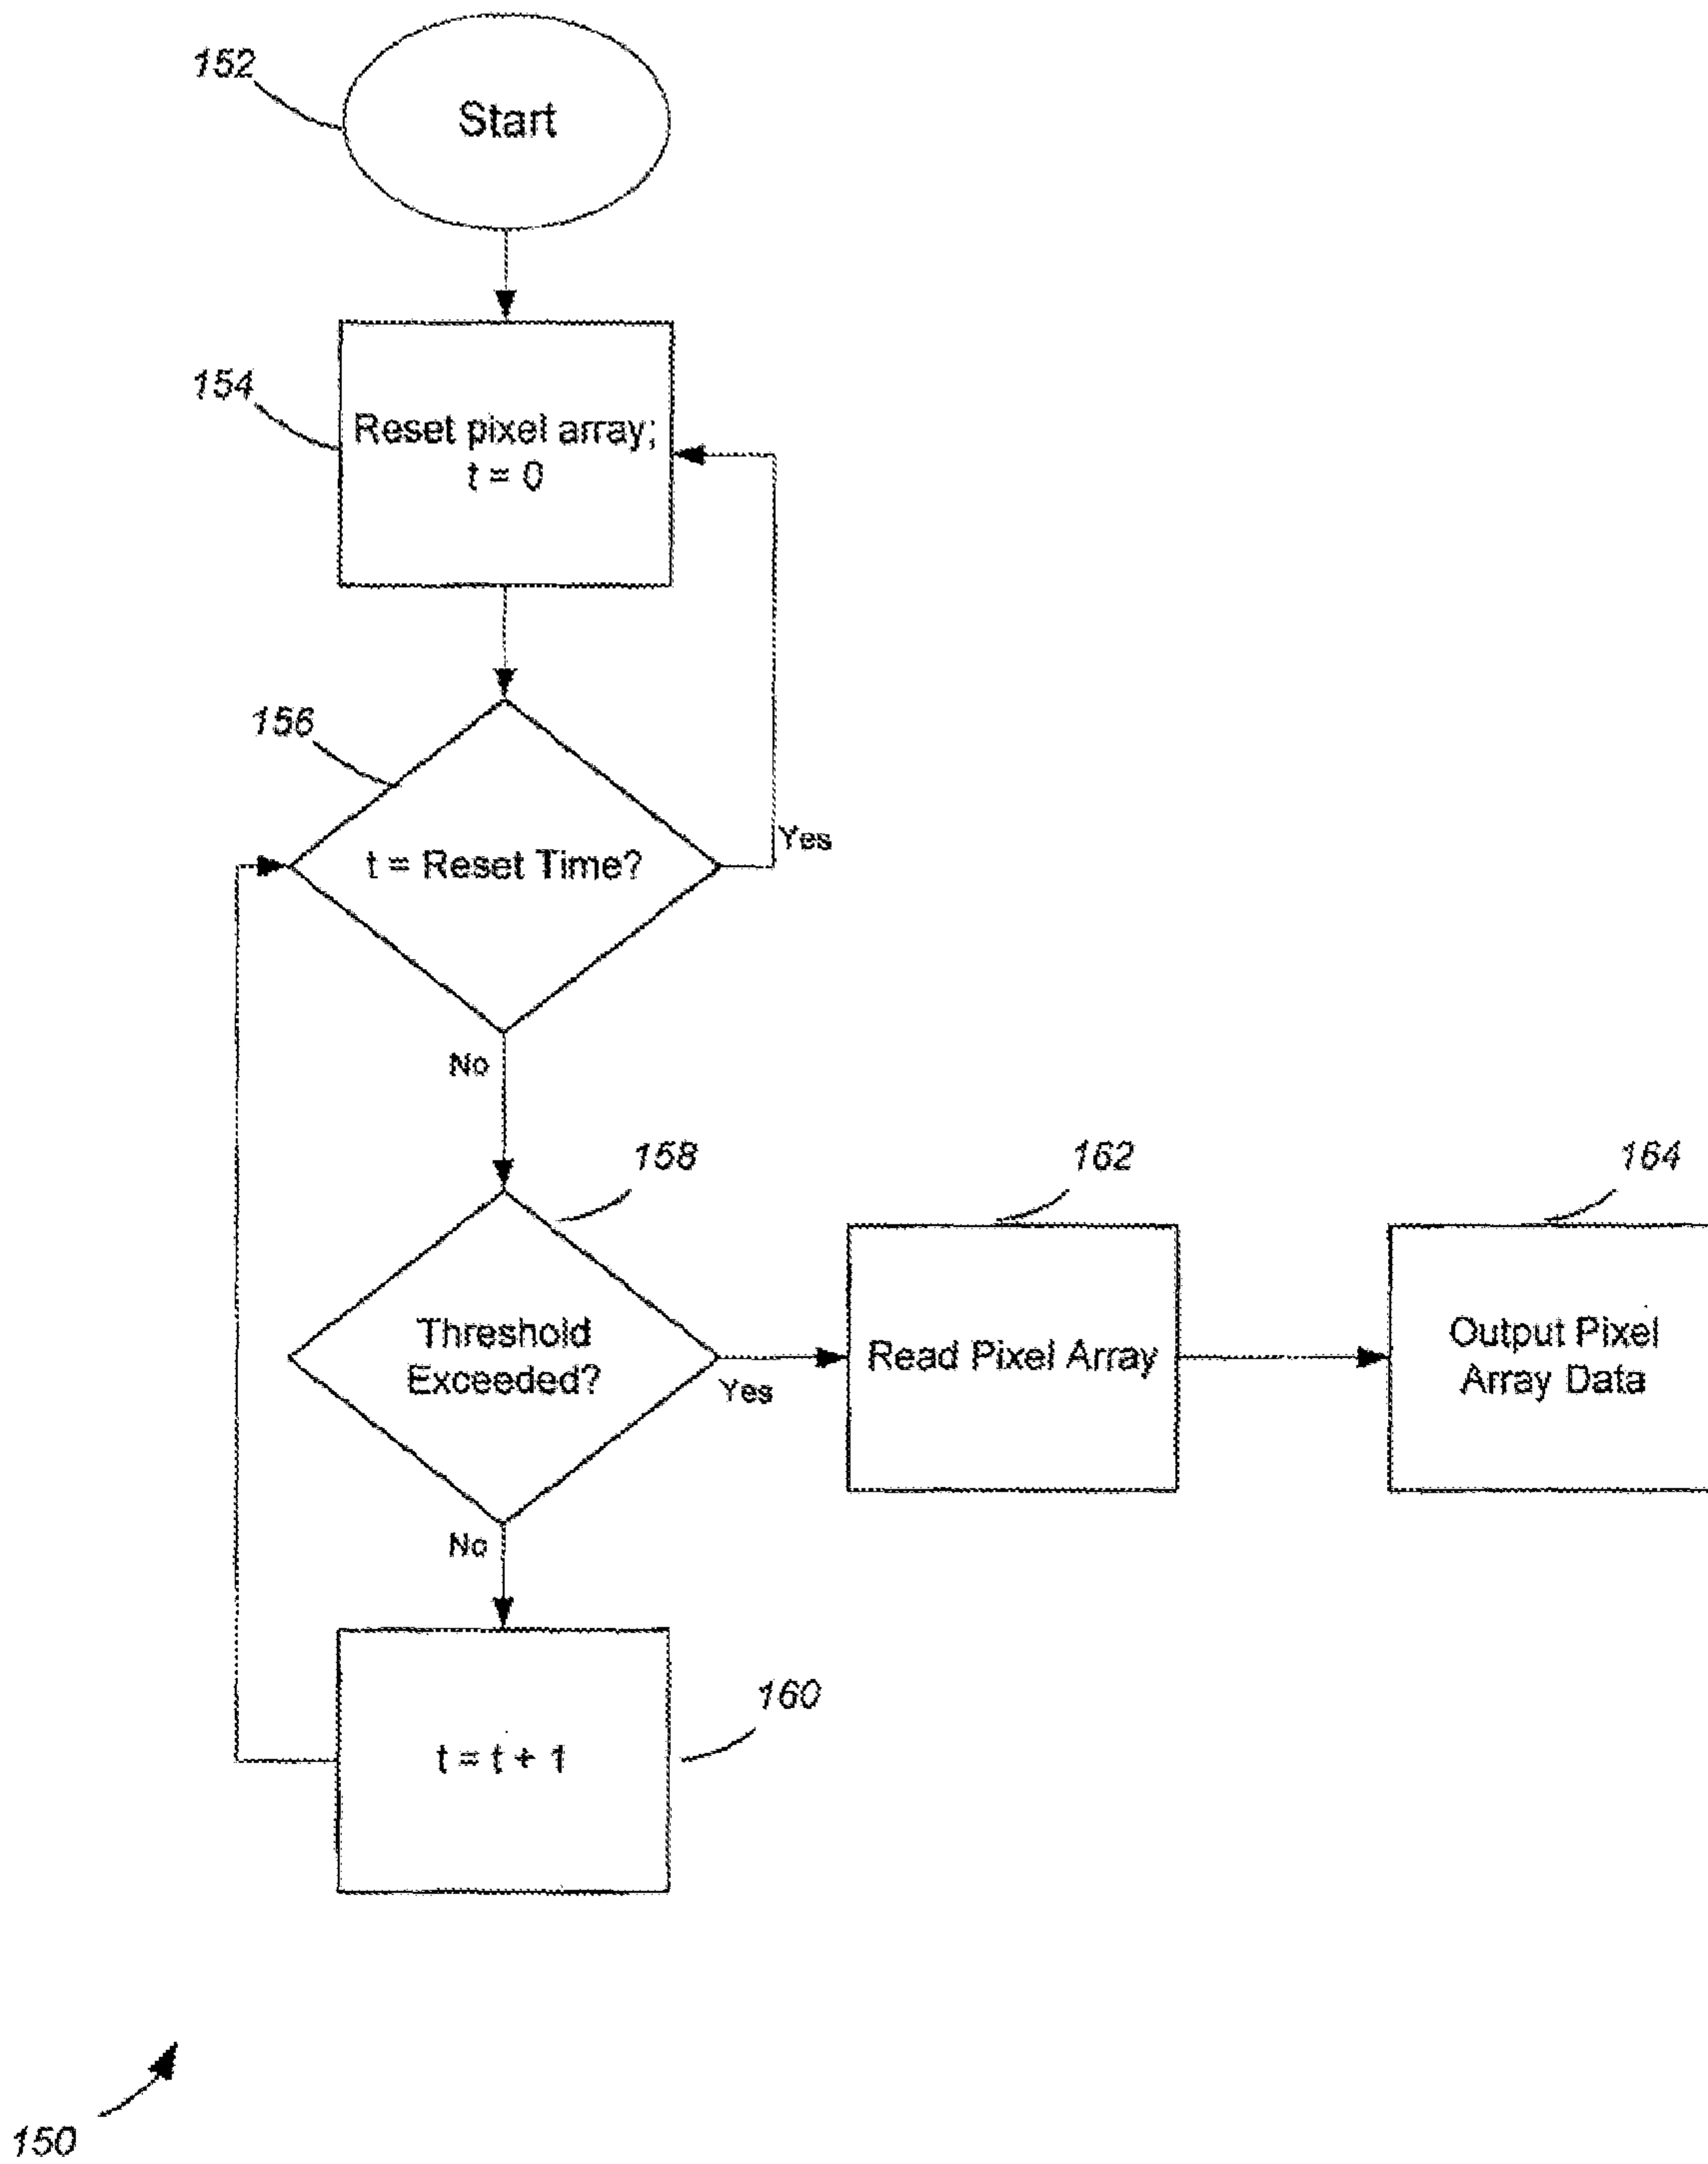 152
Start
154
Reset pixel array;
t = 0
156
t = Reset Time?
Yes
No
158
Threshold
Exceeded?
Yes
No
162
Read Pixel Array
164
Output Pixel
Array Data
160
t = t + 1
150